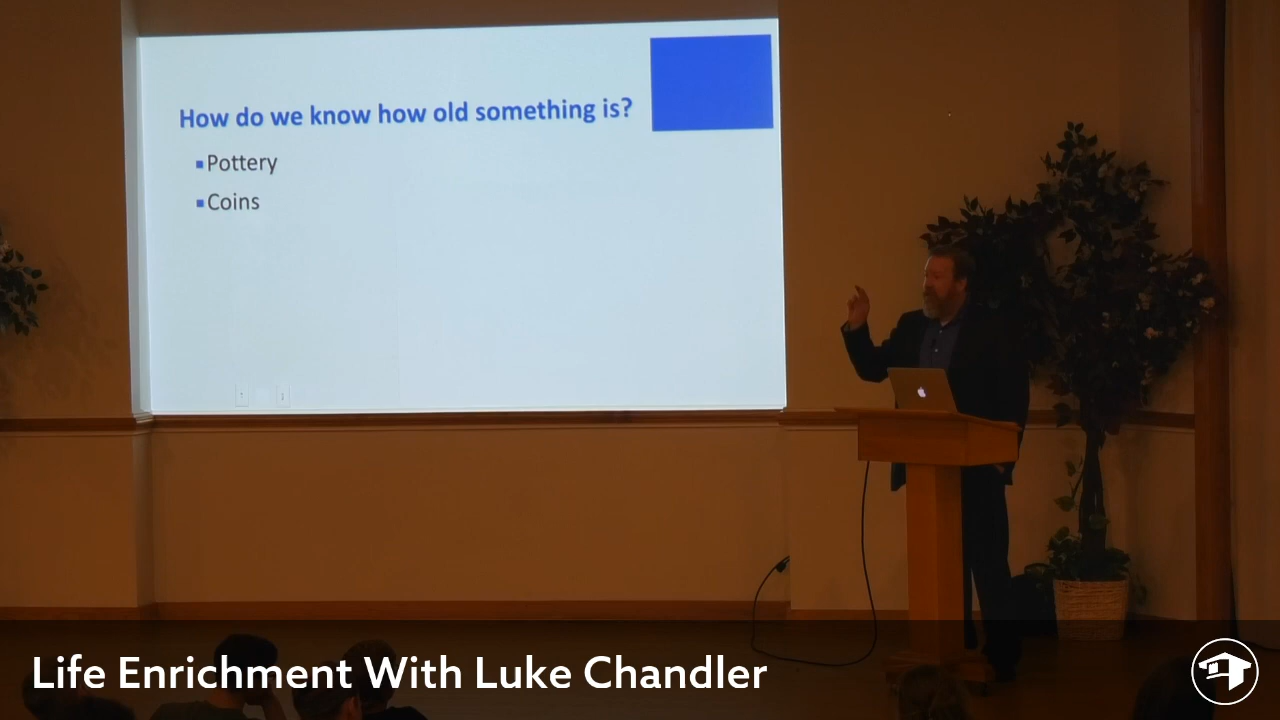 How do we know how old something is?
Pottery
Coins
Life Enrichment With Luke Chandler